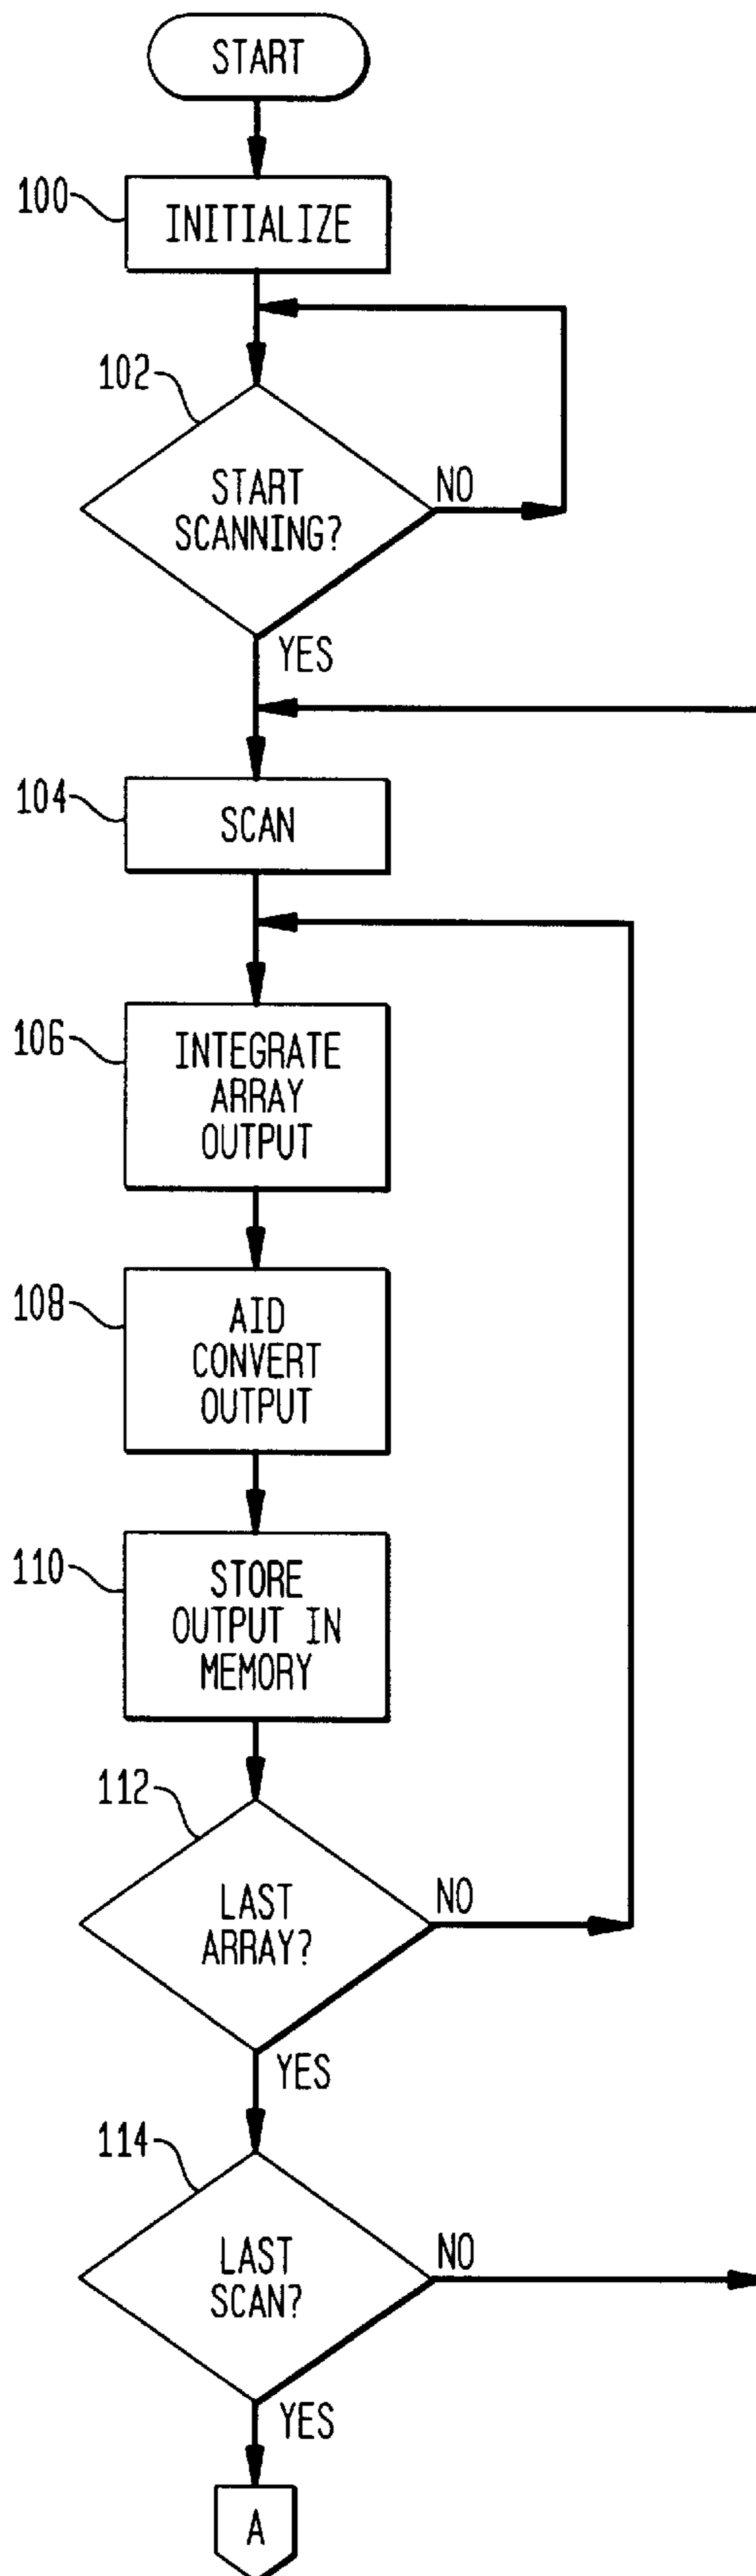 START
100
INITIALIZE
102
START
SCANNING?
NO
YES
104
SCAN
106
INTEGRATE
ARRAY
OUTPUT
108
AID
CONVERT
OUTPUT
110
STORE
OUTPUT IN
MEMORY
112
LAST
ARRAY?
NO
YES
114
LAST
SCAN?
NO
YES
A